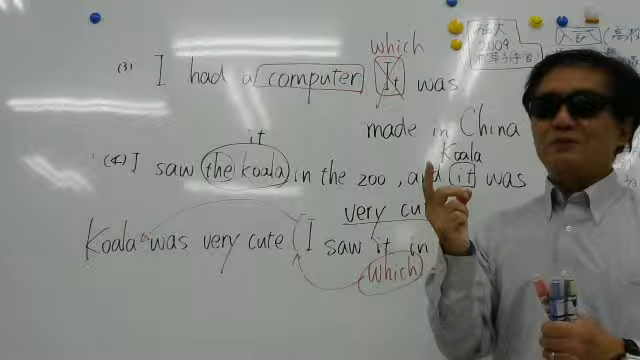 which
(3) I had a computer It was
made in China
it
Koala
(4) I saw the koala in the zoo, and it was
very cu
Koala was very cute (I saw it in
which
2009